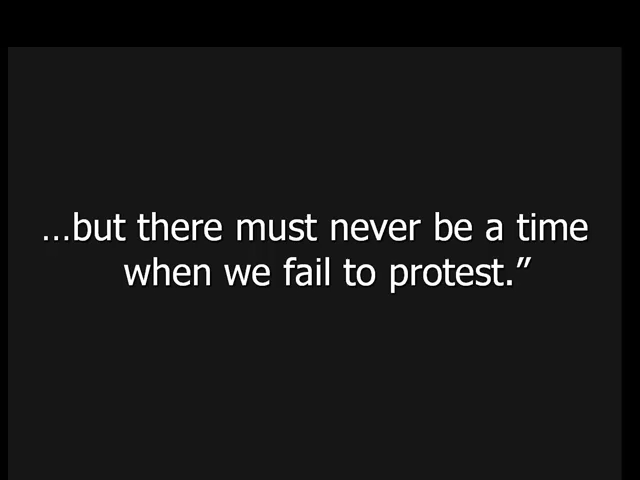 …but there must never be a time
when we fail to protest.”